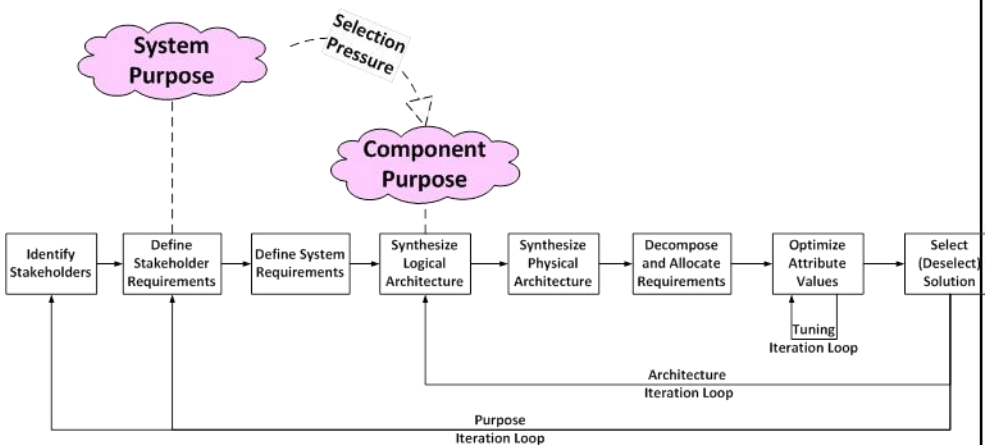 System
Purpose
Selection
Pressure
Component
Purpose
Identify
Stakeholders
Define
Stakeholder
Requirements
Define System
Requirements
Synthesize
Logical
Architecture
Synthesize
Physical
Architecture
Decompose
and Allocate
Requirements
Optimize
Attribute
Values
Select
(Deselect)
Solution
Tuning
Iteration Loop
Architecture
Iteration Loop
Purpose
Iteration Loop